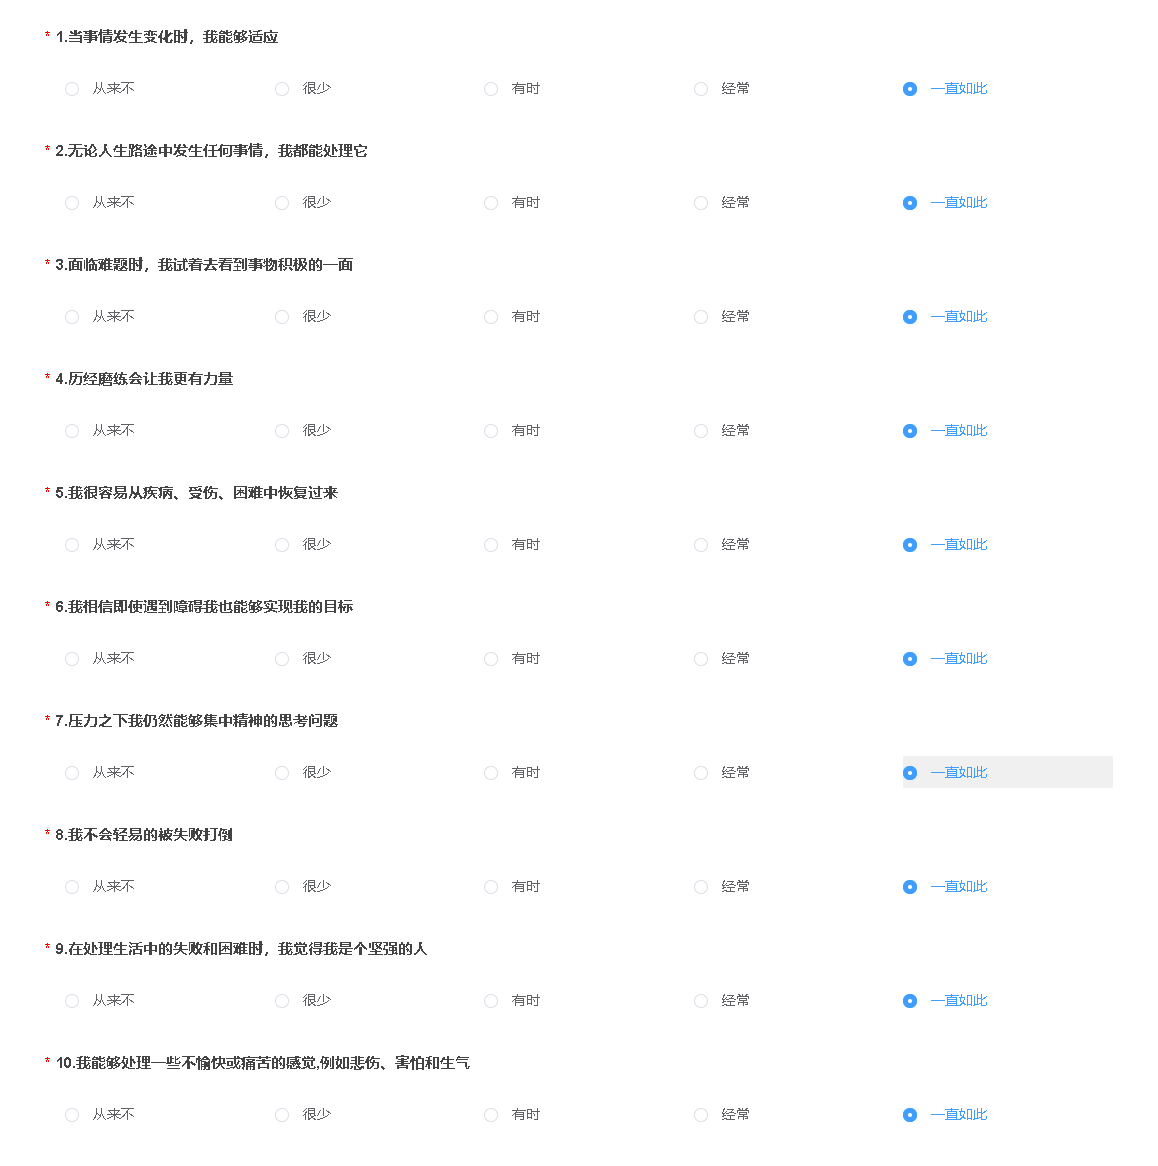 * 1.当事情发生变化时，我能够适应
从来不 很少 有时 经常 一直如此
* 2.无论人生路途中发生任何事情，我都能处理它
从来不 很少 有时 经常 一直如此
* 3.面临难题时，我试着去看到事物积极的一面
从来不 很少 有时 经常 一直如此
* 4.历经磨练会让我更有力量
从来不 很少 有时 经常 一直如此
* 5.我很容易从疾病、受伤、困难中恢复过来
从来不 很少 有时 经常 一直如此
* 6.我相信即使遇到障碍我也能够实现我的目标
从来不 很少 有时 经常 一直如此
* 7.压力之下我仍然能够集中精神的思考问题
从来不 很少 有时 经常 一直如此
* 8.我不会轻易的被失败打倒
从来不 很少 有时 经常 一直如此
* 9.在处理生活中的失败和困难时，我觉得我是个坚强的人
从来不 很少 有时 经常 一直如此
* 10.我能够处理一些不愉快或痛苦的感觉,例如悲伤、害怕和生气
从来不 很少 有时 经常 一直如此